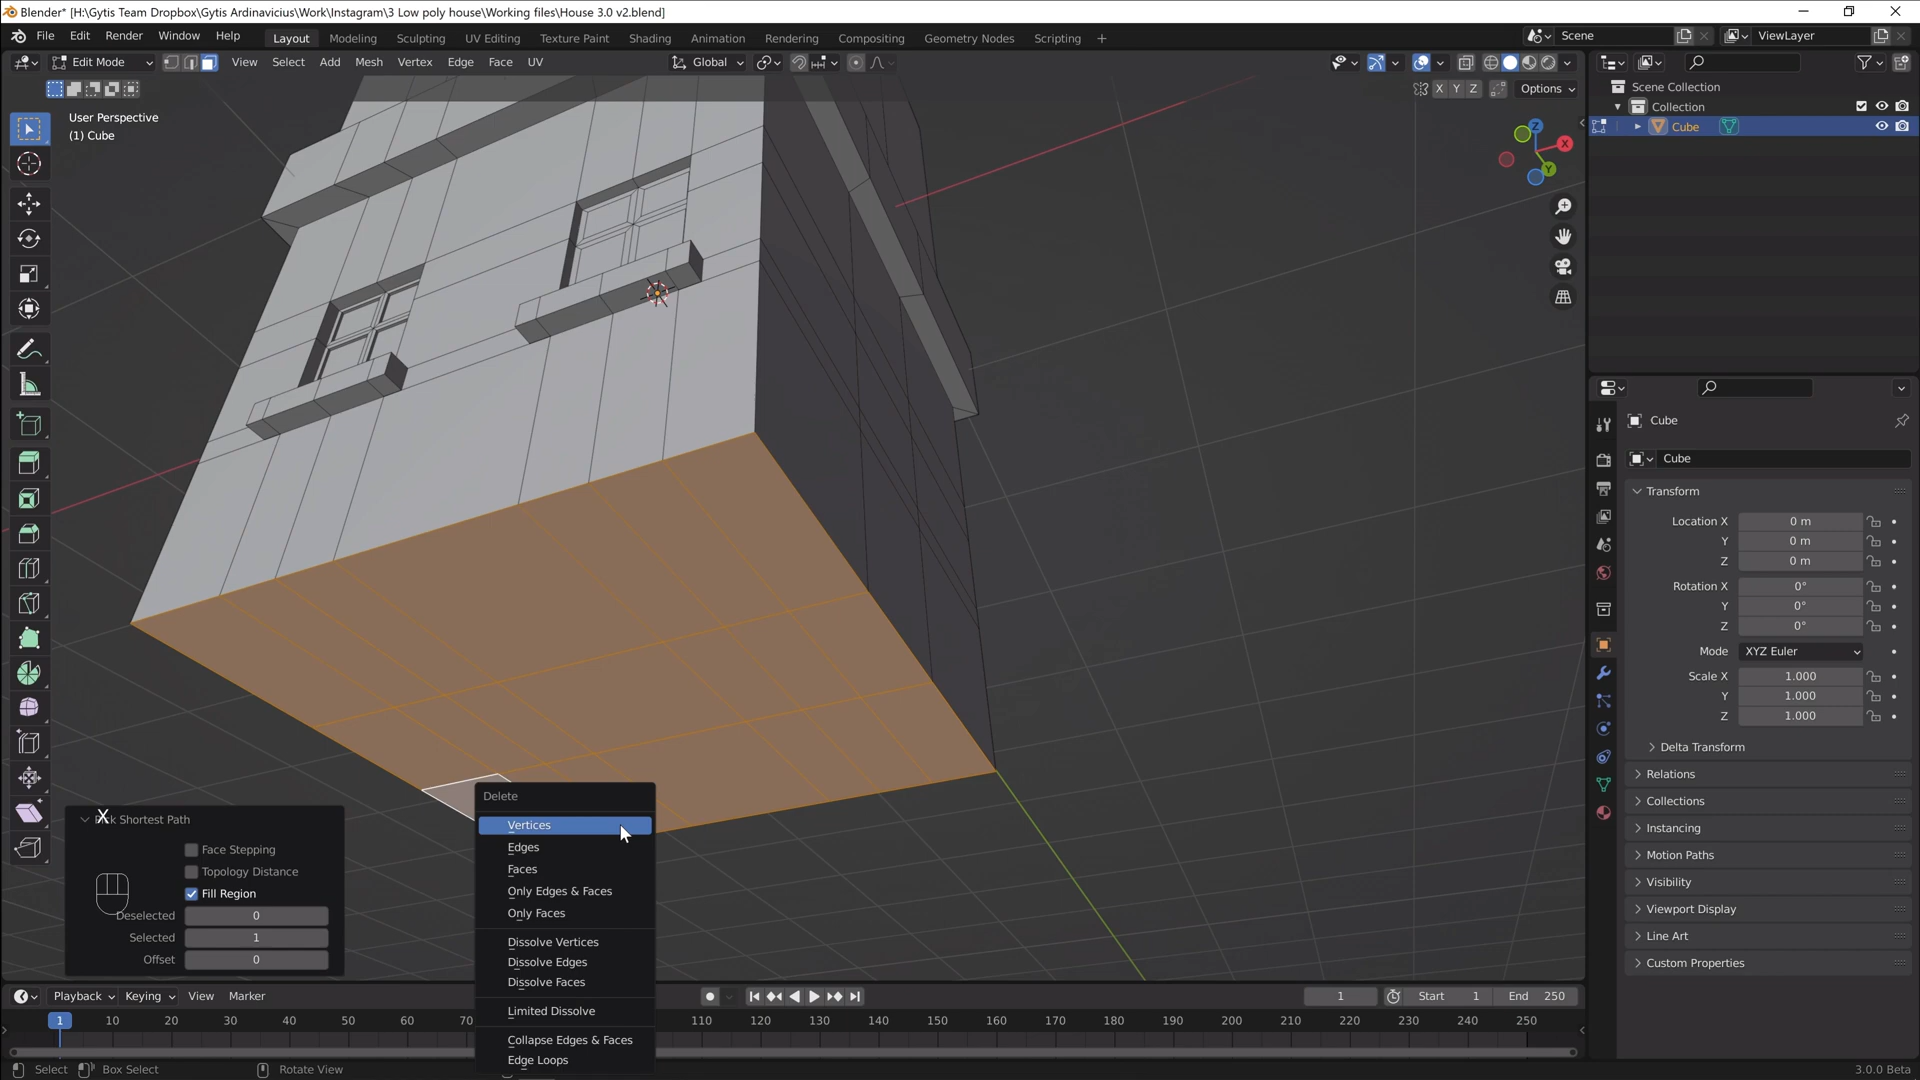 Blender* [H:\Gytis Team Dropbox\Gytis Ardinavicius\Work\Instagram\3 Low poly house\Working files\House 3.0 v2.blend]
File Edit Render Window Help Layout Modeling Sculpting UV Editing Texture Paint Shading Animation Rendering Compositing Geometry Nodes Scripting + Scene ViewLayer
Edit Mode View Select Add Mesh Vertex Edge Face UV Global
X Y Z Options
User Perspective
(1) Cube
Z
X
Y
Scene Collection
Collection
Cube
Cube
Cube
Transform
Location X 0 m
Y 0 m
Z 0 m
Rotation X 0°
Y 0°
Z 0°
Mode XYZ Euler
Scale X 1.000
Y 1.000
Z 1.000
Delta Transform
Relations
Collections
Instancing
Motion Paths
Visibility
Viewport Display
Line Art
Custom Properties
X
Shortest Path
Face Stepping
Topology Distance
Fill Region
Deselected 0
Selected 1
Offset 0
Delete
Vertices
Edges
Faces
Only Edges & Faces
Only Faces
Dissolve Vertices
Dissolve Edges
Dissolve Faces
Limited Dissolve
Collapse Edges & Faces
Edge Loops
Playback Keying View Marker 1 Start 1 End 250
1 10 20 30 40 50 60 110 120 130 140 150 160 170 180 190 200 210 220 230 240 250
Select Box Select Rotate View 3.0.0 Beta